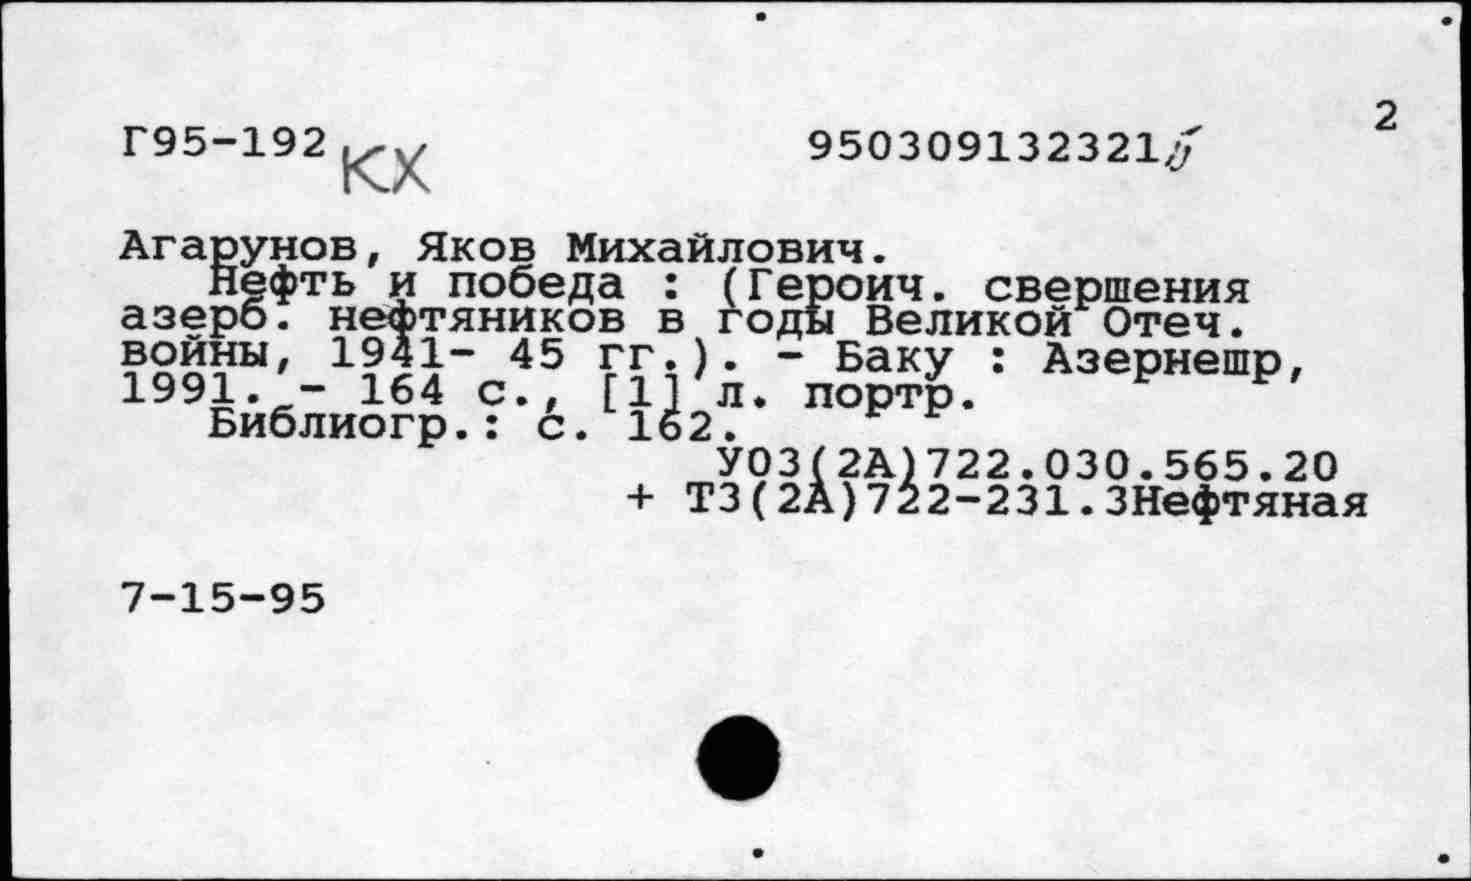 2
Г95-192 КХ 950309132321
Агарунов, Яков Михайлович.
Нефть и победа : (Героич. свершения
азерб. нефтяников в годы Великой Отеч.
войны, 1941- 45 гг.). - Баку : Азернешр,
1991. - 164 с., [1] л. портр.
Библиогр.: с. 162.
У03(2А)722.030.565.20
+ Т3(2А)722-231.3Нефтяная
7-15-95